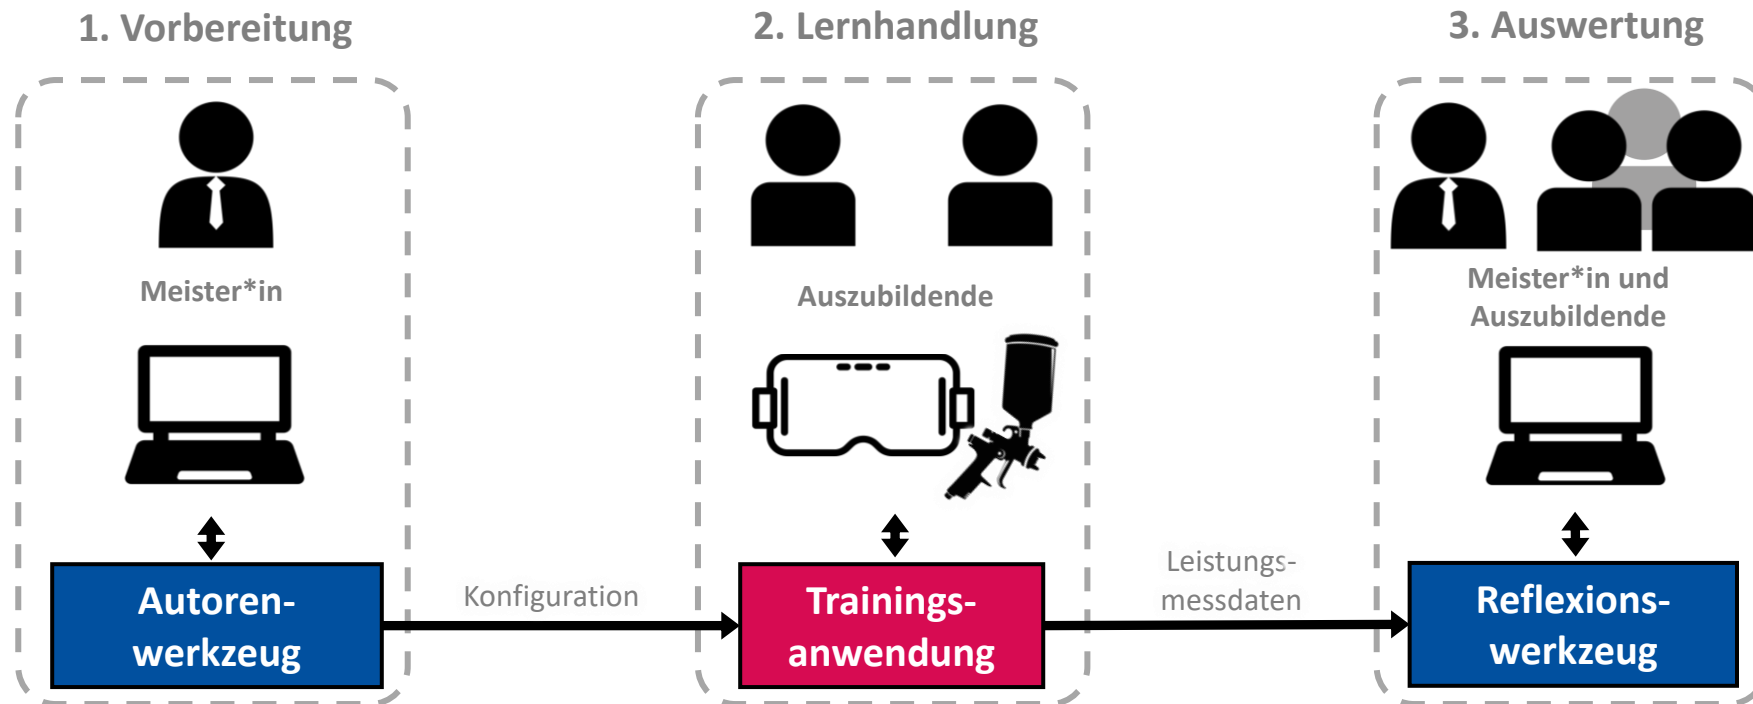 1. Vorbereitung
2. Lernhandlung
3. Auswertung
Meister*in
Auszubildende
Meister*in und
Auszubildende
Autoren-
werkzeug
Konfiguration
Trainings-
anwendung
Leistungs-
messdaten
Reflexions-
werkzeug